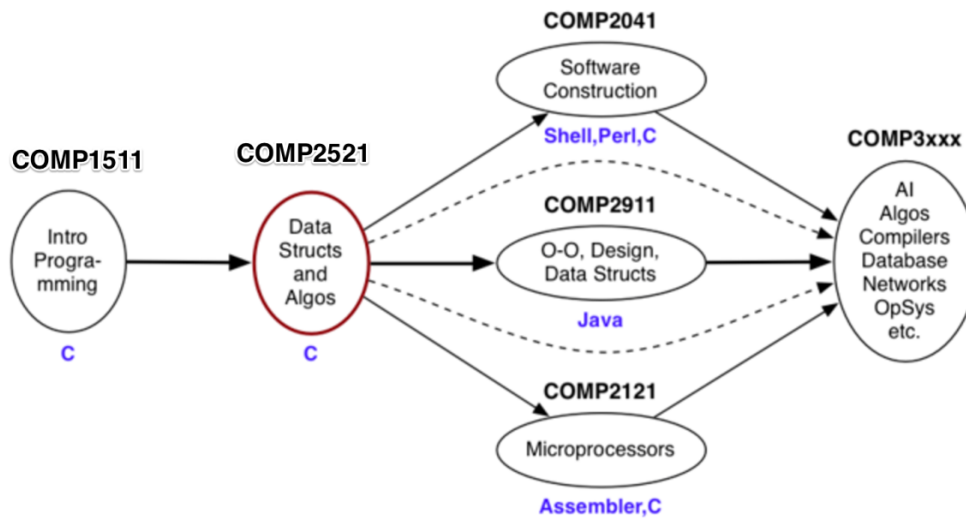 COMP1511
Intro
Progra-
mming
C
COMP2521
Data
Structs
and
Algos
C
COMP2041
Software
Construction
Shell,Perl,C
COMP2911
O-O, Design,
Data Structs
Java
COMP2121
Microprocessors
Assembler,C
COMP3xxx
AI
Algos
Compilers
Database
Networks
OpSys
etc.